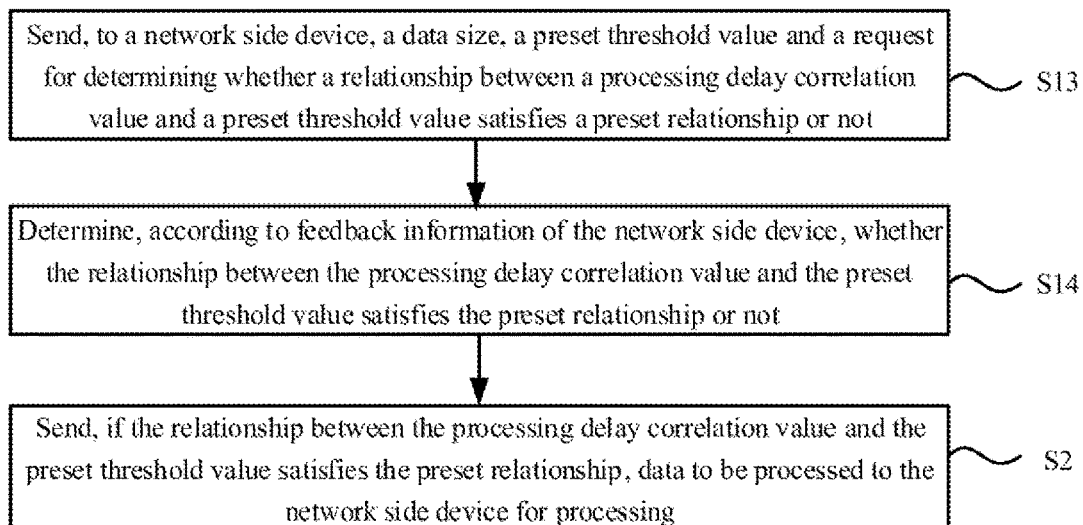 Send, to a network side device, a data size, a preset threshold value and a request
for determining whether a relationship between a processing delay correlation
value and a preset threshold value satisfies a preset relationship or not
S13
Determine, according to feedback information of the network side device, whether
the relationship between the processing delay correlation value and the preset
threshold value satisfies the preset relationship or not
S14
Send, if the relationship between the processing delay correlation value and the
preset threshold value satisfies the preset relationship, data to be processed to the
network side device for processing
S2